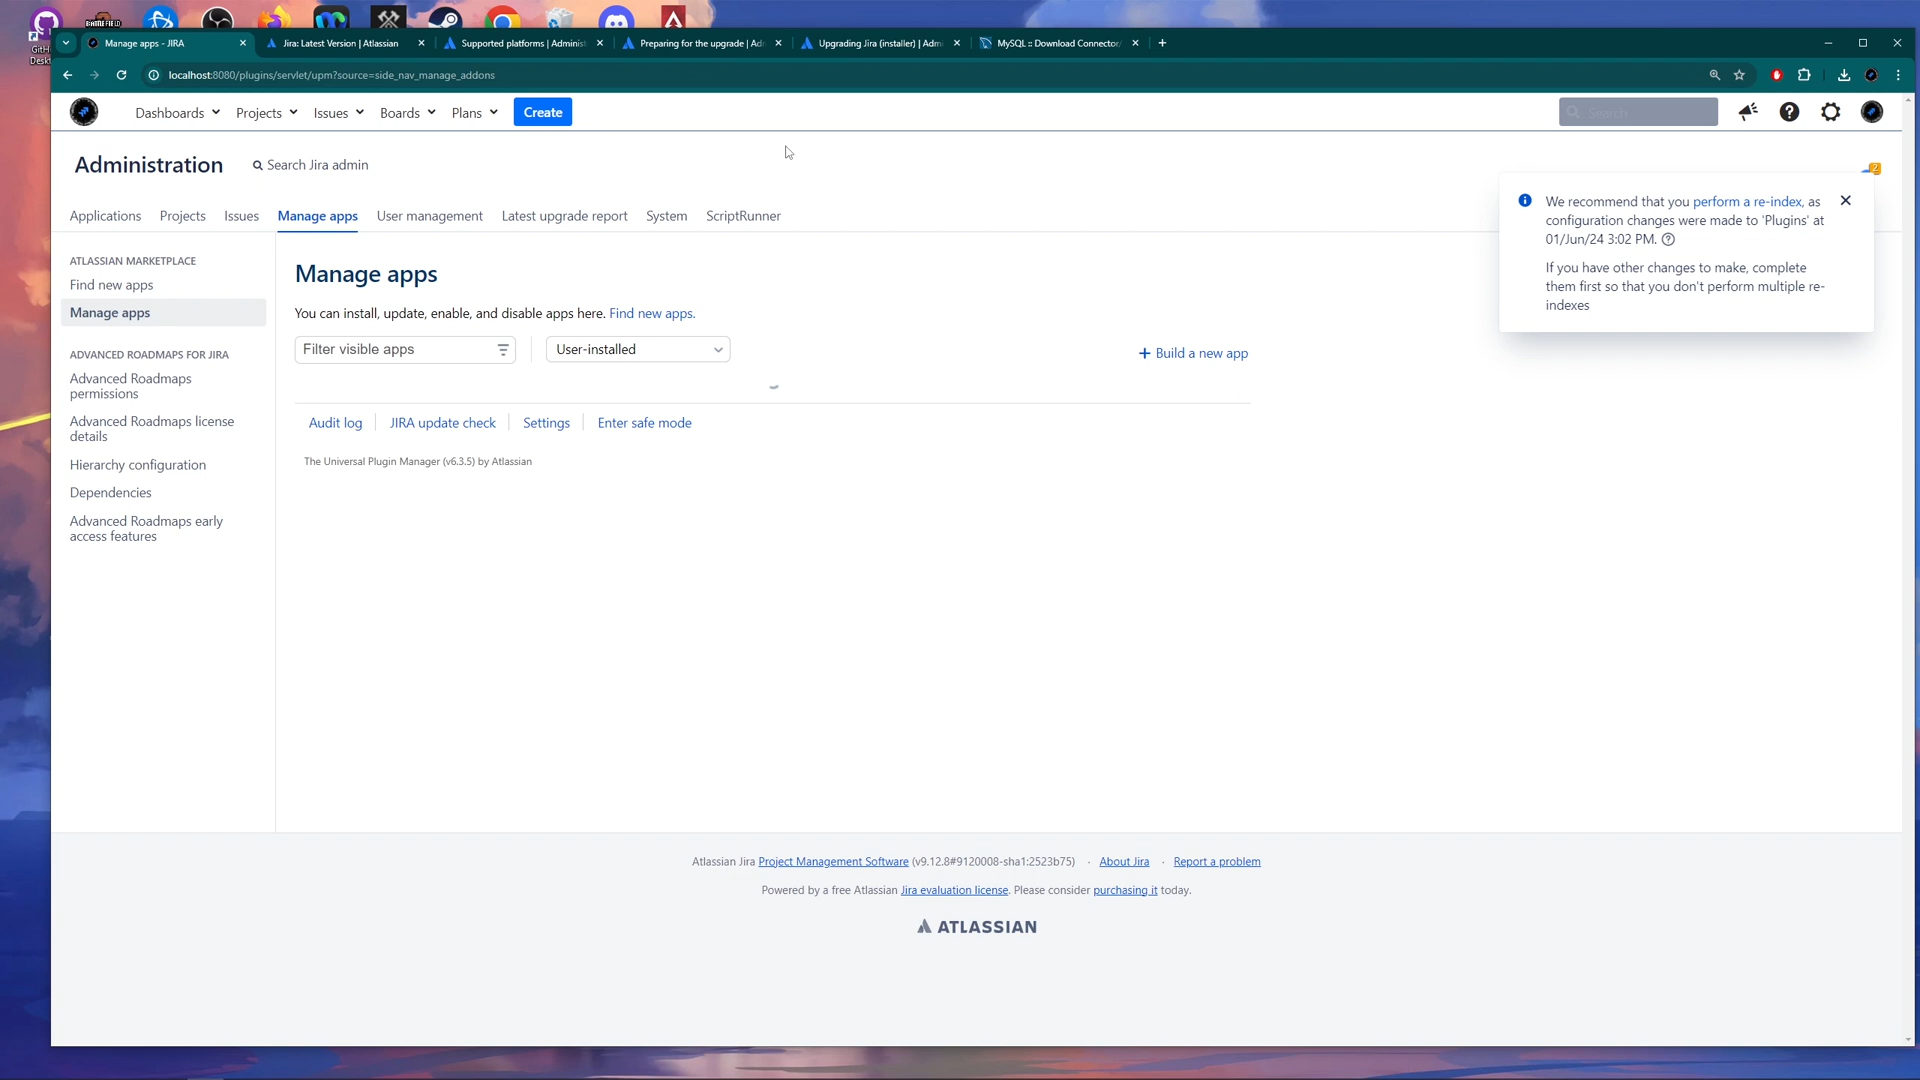 GitH
Deskt
BATTLEFIELD
Manage apps - JIRA
Jira: Latest Version | Atlassian
Supported platforms | Administ
Preparing for the upgrade | Ad
Upgrading Jira (installer) | Adm
MySQL :: Download Connector/
localhost:8080/plugins/servlet/upm?source=side_nav_manage_addons
Dashboards
Projects
Issues
Boards
Plans
Create
Search
Administration
Search Jira admin
2
Applications
Projects
Issues
Manage apps
User management
Latest upgrade report
System
ScriptRunner
We recommend that you perform a re-index, as
configuration changes were made to 'Plugins' at
01/Jun/24 3:02 PM.
If you have other changes to make, complete
them first so that you don't perform multiple re-
indexes
ATLASSIAN MARKETPLACE
Find new apps
Manage apps
ADVANCED ROADMAPS FOR JIRA
Advanced Roadmaps
permissions
Advanced Roadmaps license
details
Hierarchy configuration
Dependencies
Advanced Roadmaps early
access features
Manage apps
You can install, update, enable, and disable apps here. Find new apps.
Filter visible apps
User-installed
+ Build a new app
Audit log
JIRA update check
Settings
Enter safe mode
The Universal Plugin Manager (v6.3.5) by Atlassian
Atlassian Jira Project Management Software (v9.12.8#9120008-sha1:2523b75) · About Jira · Report a problem
Powered by a free Atlassian Jira evaluation license. Please consider purchasing it today.
ATLASSIAN